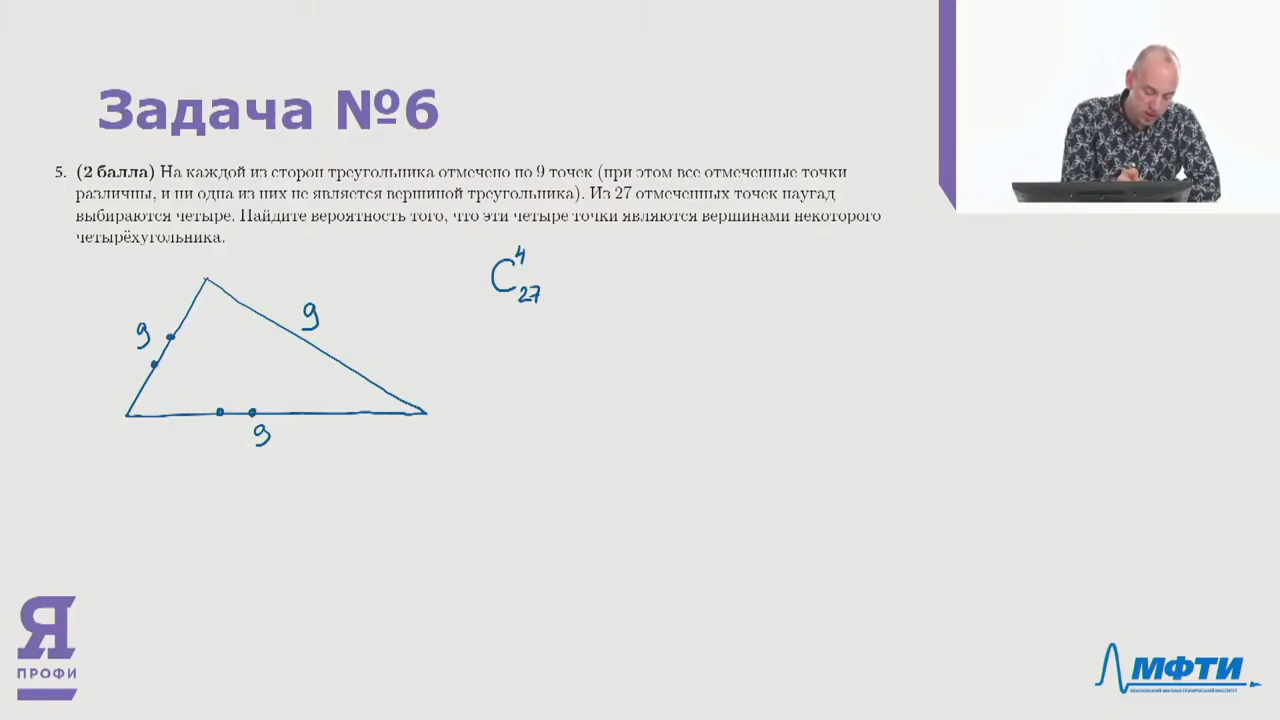 Задача №6
5. (2 балла) На каждой из сторон треугольника отмечено по 9 точек (при этом все отмеченные точки
различны, и ни одна из них не является вершиной треугольника). Из 27 отмеченных точек наугад
выбираются четыре. Найдите вероятность того, что эти четыре точки являются вершинами некоторого
четырёхугольника.
C⁴₂₇
9
9
9
Я
ПРОФИ
МФТИ